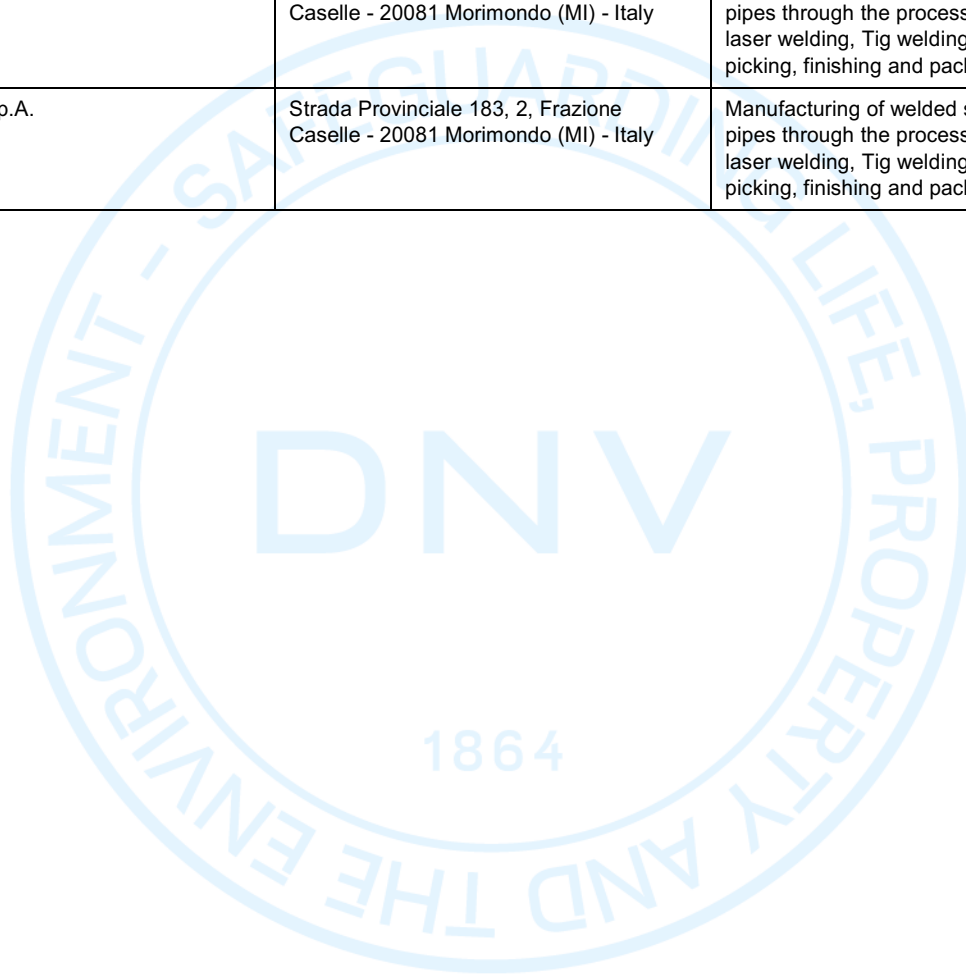 Caselle - 20081 Morimondo (MI) - Italy
pipes through the process
laser welding, Tig welding
picking, finishing and pac
p.A.
Strada Provinciale 183, 2, Frazione
Caselle - 20081 Morimondo (MI) - Italy
Manufacturing of welded s
pipes through the process
laser welding, Tig welding
picking, finishing and pac
SAFEGUARDING LIFE, PROPERTY AND THE ENVIRONMENT -
DNV
1864